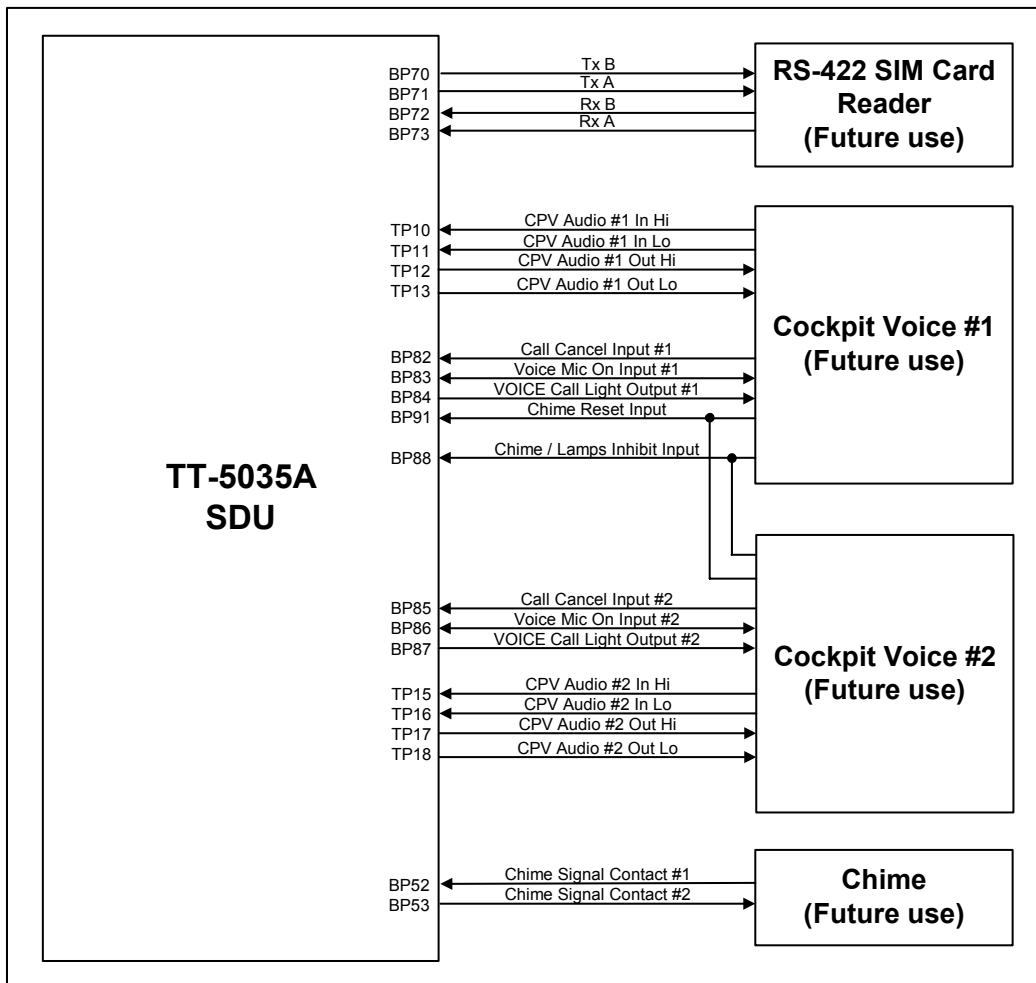 TT-5035A
SDU
BP70
Tx B
BP71
Tx A
BP72
Rx B
BP73
Rx A
RS-422 SIM Card
Reader
(Future use)
TP10
CPV Audio #1 In Hi
TP11
CPV Audio #1 In Lo
TP12
CPV Audio #1 Out Hi
TP13
CPV Audio #1 Out Lo
BP82
Call Cancel Input #1
BP83
Voice Mic On Input #1
BP84
VOICE Call Light Output #1
BP91
Chime Reset Input
BP88
Chime / Lamps Inhibit Input
Cockpit Voice #1
(Future use)
BP85
Call Cancel Input #2
BP86
Voice Mic On Input #2
BP87
VOICE Call Light Output #2
TP15
CPV Audio #2 In Hi
TP16
CPV Audio #2 In Lo
TP17
CPV Audio #2 Out Hi
TP18
CPV Audio #2 Out Lo
Cockpit Voice #2
(Future use)
BP52
Chime Signal Contact #1
BP53
Chime Signal Contact #2
Chime
(Future use)